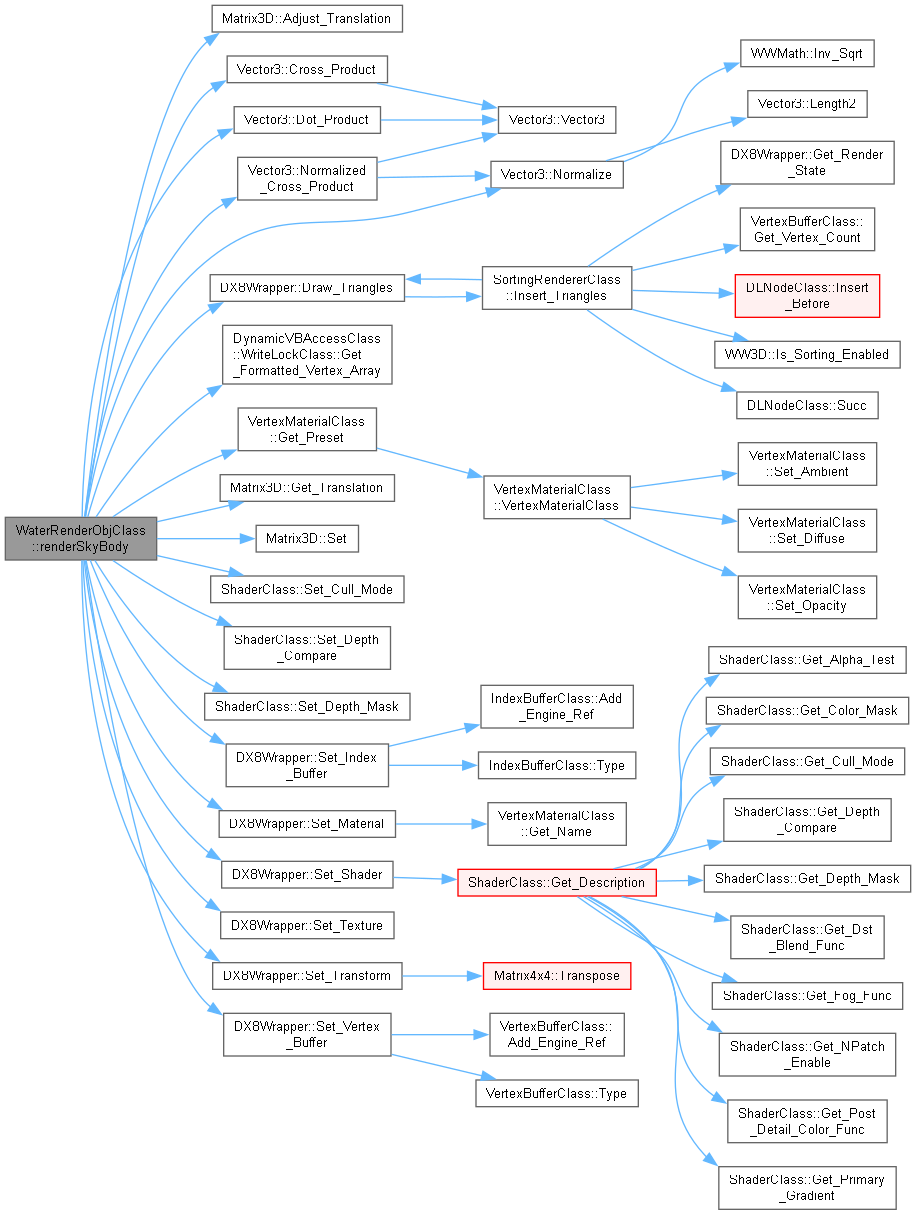 WaterRenderObjClass
::renderSkyBody
Matrix3D::Adjust_Translation
Vector3::Cross_Product
Vector3::Dot_Product
Vector3::Normalized
_Cross_Product
DX8Wrapper::Draw_Triangles
DynamicVBAccessClass
::WriteLockClass::Get
_Formatted_Vertex_Array
VertexMaterialClass
::Get_Preset
Matrix3D::Get_Translation
Matrix3D::Set
ShaderClass::Set_Cull_Mode
ShaderClass::Set_Depth
_Compare
ShaderClass::Set_Depth_Mask
DX8Wrapper::Set_Index
_Buffer
DX8Wrapper::Set_Material
DX8Wrapper::Set_Shader
DX8Wrapper::Set_Texture
DX8Wrapper::Set_Transform
DX8Wrapper::Set_Vertex
_Buffer
Vector3::Vector3
Vector3::Normalize
SortingRendererClass
::Insert_Triangles
VertexMaterialClass
::VertexMaterialClass
IndexBufferClass::Add
_Engine_Ref
IndexBufferClass::Type
VertexMaterialClass
::Get_Name
ShaderClass::Get_Description
Matrix4x4::Transpose
VertexBufferClass::
Add_Engine_Ref
VertexBufferClass::Type
WWMath::Inv_Sqrt
Vector3::Length2
DX8Wrapper::Get_Render
_State
VertexBufferClass::
Get_Vertex_Count
DLNodeClass::Insert
_Before
WW3D::Is_Sorting_Enabled
DLNodeClass::Succ
VertexMaterialClass
::Set_Ambient
VertexMaterialClass
::Set_Diffuse
VertexMaterialClass
::Set_Opacity
ShaderClass::Get_Alpha_Test
ShaderClass::Get_Color_Mask
ShaderClass::Get_Cull_Mode
ShaderClass::Get_Depth
_Compare
ShaderClass::Get_Depth_Mask
ShaderClass::Get_Dst
_Blend_Func
ShaderClass::Get_Fog_Func
ShaderClass::Get_NPatch
_Enable
ShaderClass::Get_Post
_Detail_Color_Func
ShaderClass::Get_Primary
_Gradient